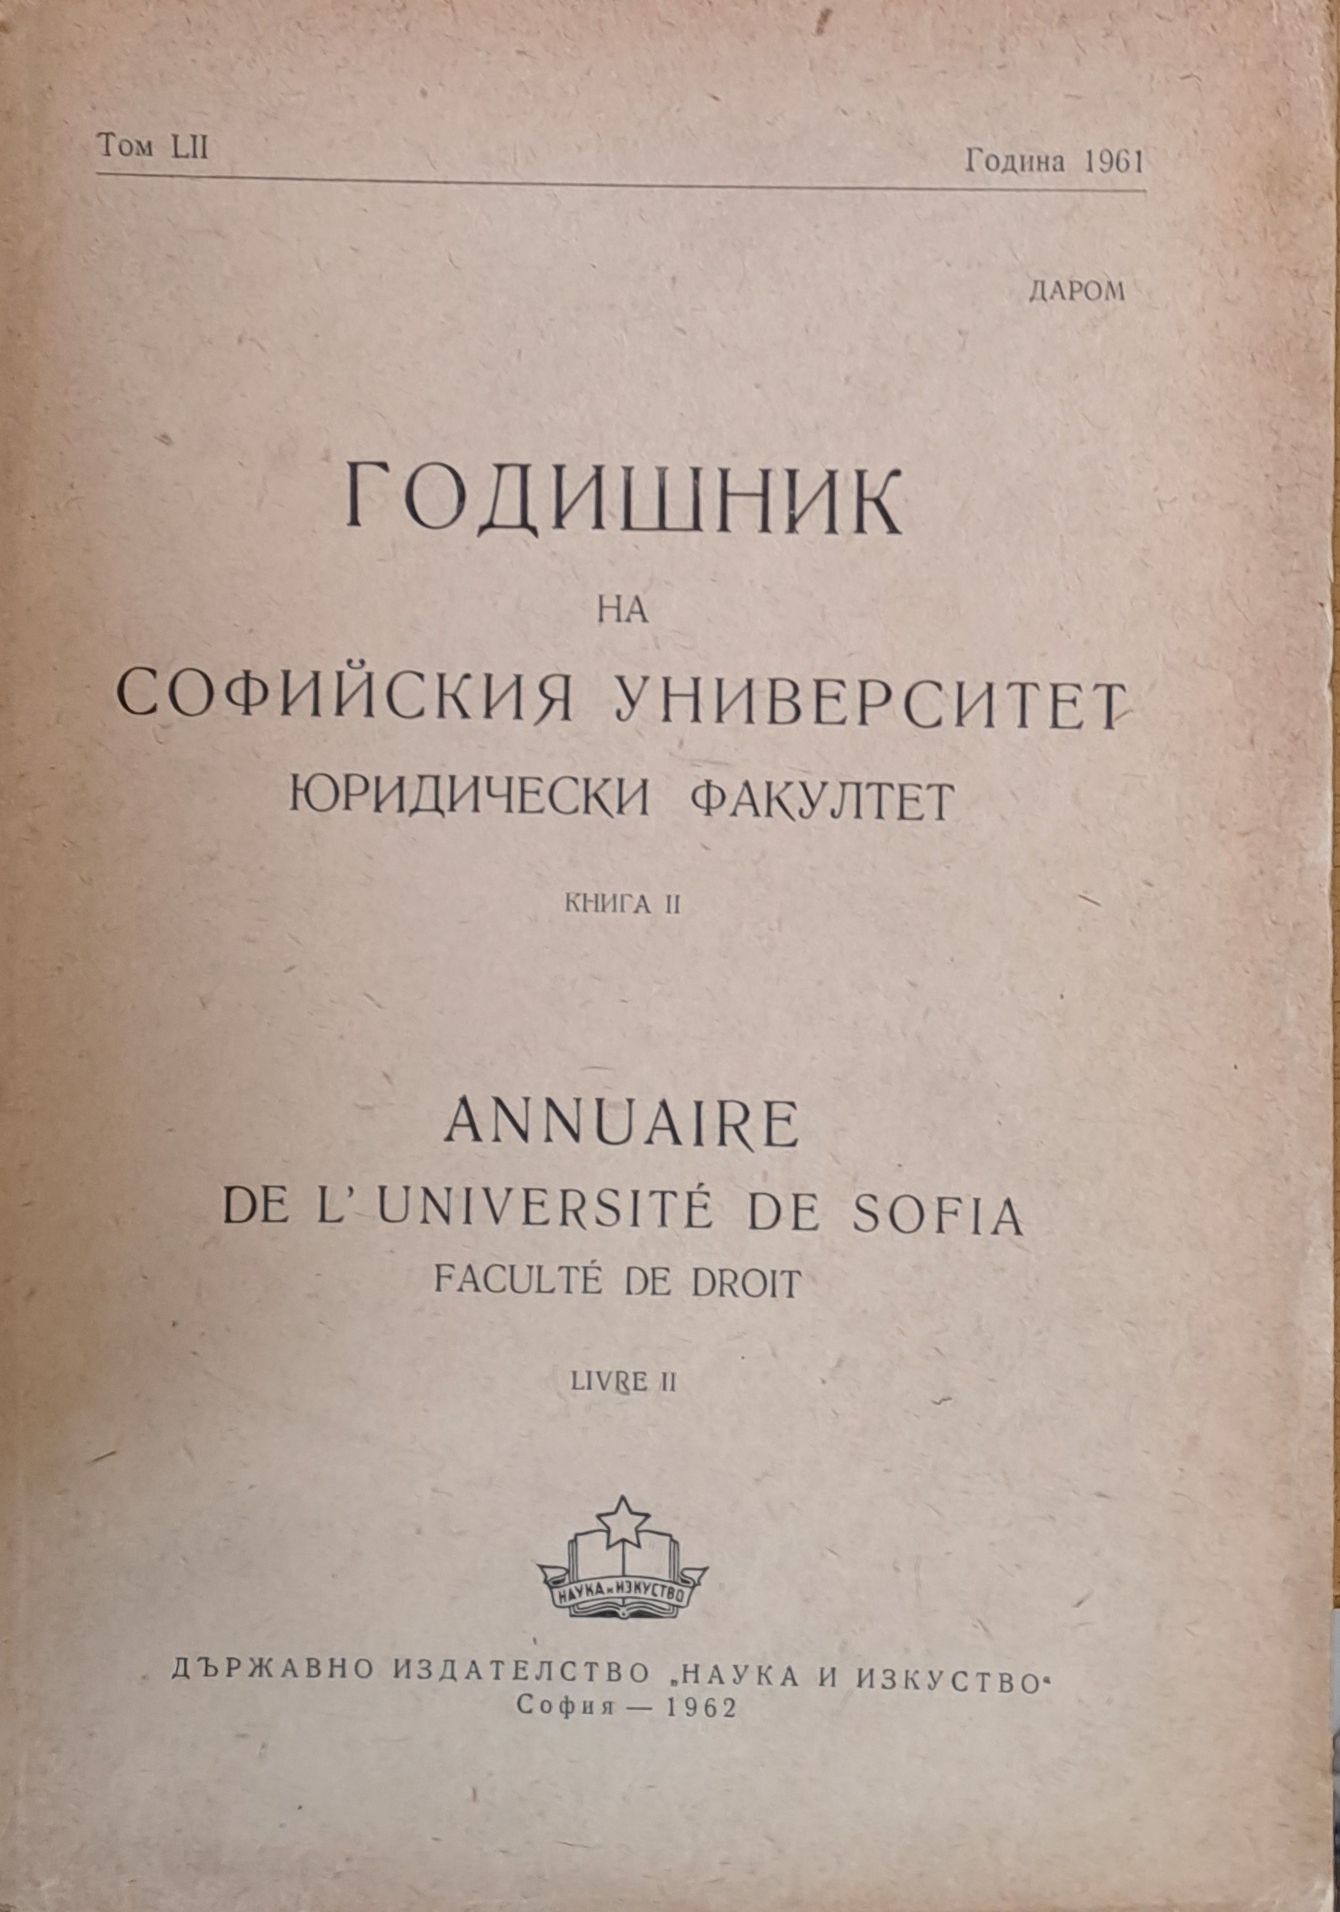 Том LII
Година 1961
ДАРОМ
ГОДИШНИК
НА
СОФИЙСКИЯ УНИВЕРСИТЕТ
ЮРИДИЧЕСКИ ФАКУЛТЕТ
КНИГА II
ANNUAIRE
DE L' UNIVERSITÉ DE SOFIA
FACULTÉ DE DROIT
LIVRE II
НАУКА и ИЗКУСТВО
ДЪРЖАВНО ИЗДАТЕЛСТВО „НАУКА И ИЗКУСТВО“
София — 1962